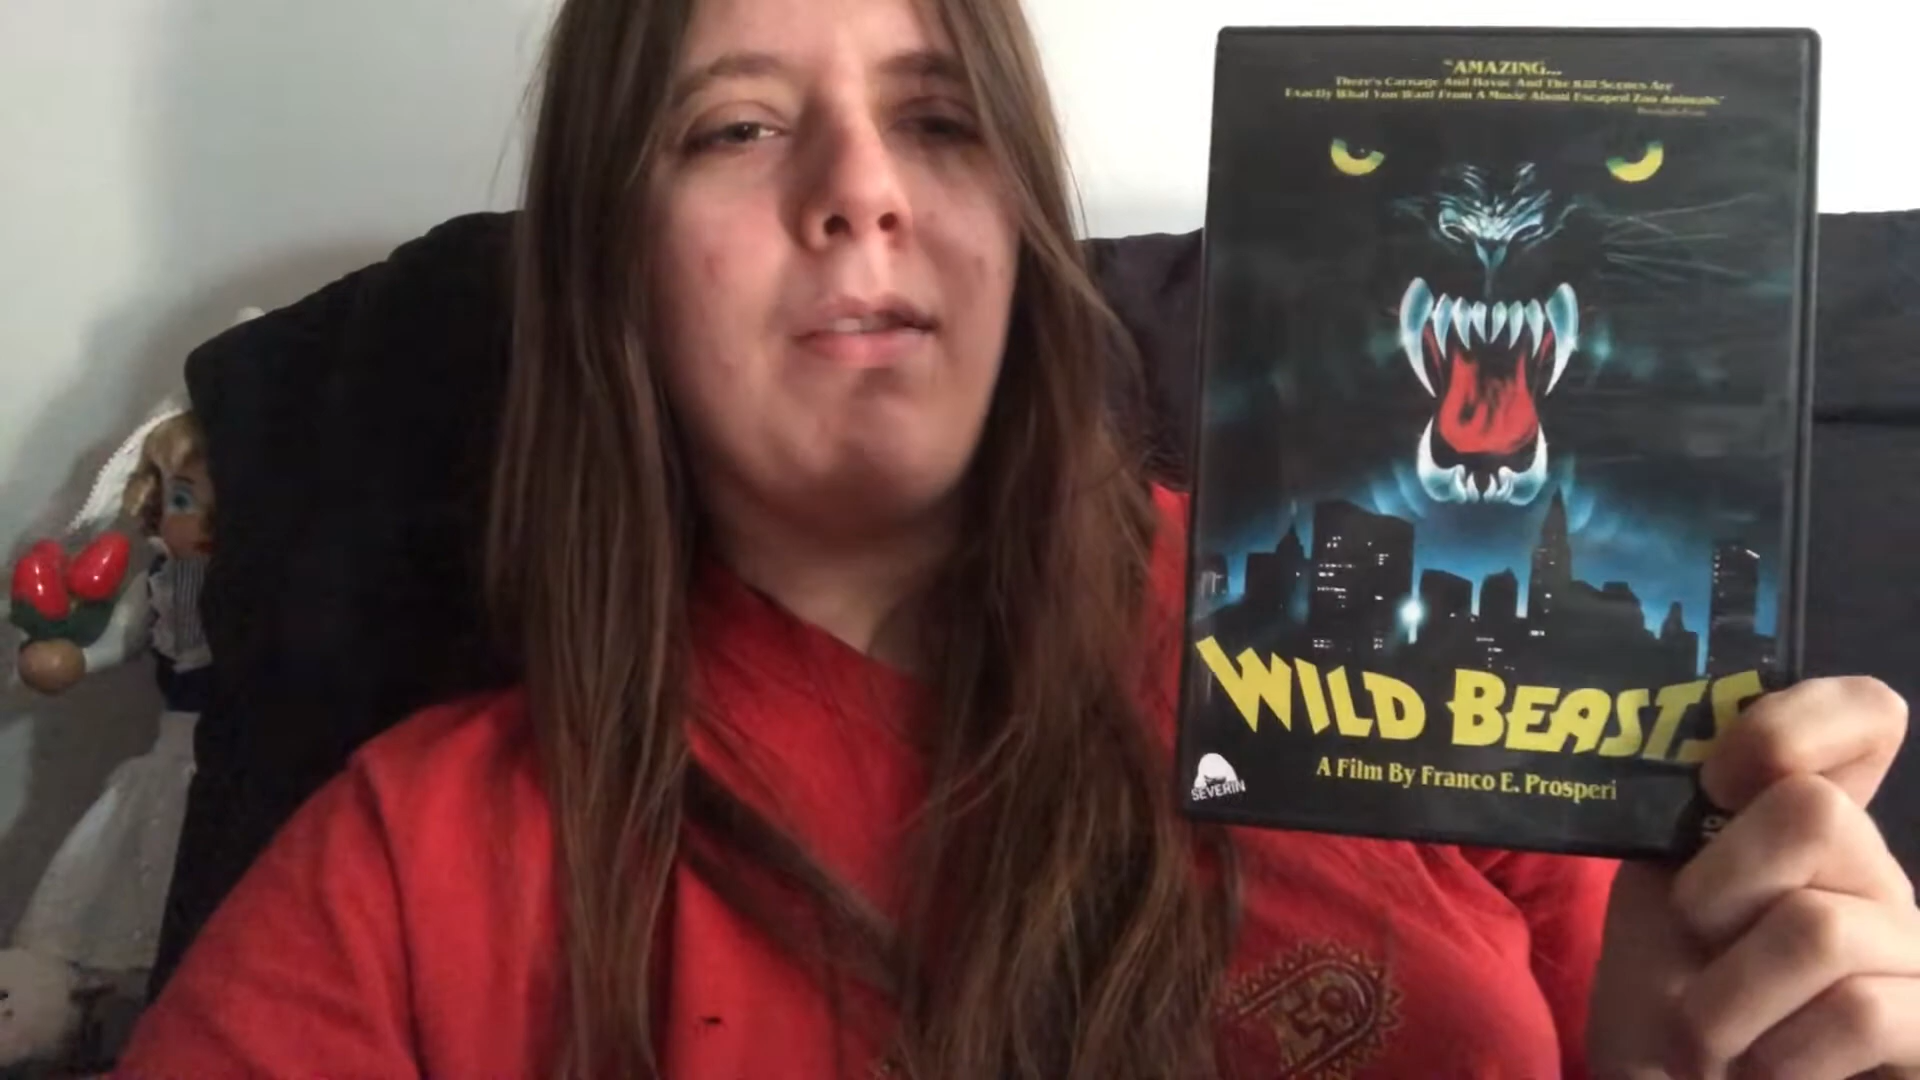 "AMAZING...
There's Carnage And Havoc And The Kill Scenes Are
Exactly What You Want From A Movie About Escaped Zoo Animals."
WILD BEASTS
A Film By Franco E. Prosperi
SEVERIN